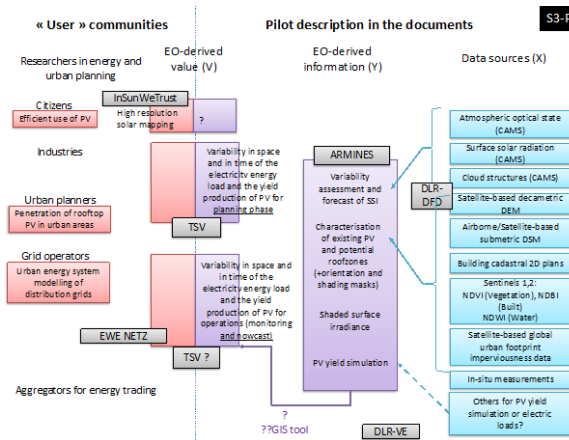 « User » communities
Pilot description in the documents
S3-P
Researchers in energy and
urban planning
EO-derived
value (V)
EO-derived
information (Y)
Data sources (X)
Citizens
Efficient use of PV
InSunWeTrust
High resolution
solar mapping
?
Industries
Variability in space
and in time of the
electricity energy
load and the yield
production of PV for
planning phase
TSV
Urban planners
Penetration of rooftop
PV in urban areas
Grid operators
Urban energy system
modelling of
distribution grids
Variability in space and
in time of the
electricity energy load
and the yield
production of PV for
operations (monitoring
and nowcast)
EWE NETZ
TSV ?
Aggregators for energy trading
ARMINES
Variability
assessment and
forecast of SSI
Characterisation
of existing PV
and potential
roofzones
(+orientation and
shading masks)
Shaded surface
irradiance
PV yield simulation
?
??GIS tool
DLR-VE
DLR-
DFD
Atmospheric optical state
(CAMS)
Surface solar radiation
(CAMS)
Cloud structures (CAMS)
Satellite-based decametric
DEM
Airborne/Satellite-based
submetric DSM
Building cadastral 2D plans
Sentinels 1,2:
NDVI (Vegetation), NDBI
(Built)
NDWI (Water)
Satellite-based global
urban footprint
imperviousness data
In-situ measurements
Others for PV yield
simulation or electric
loads?